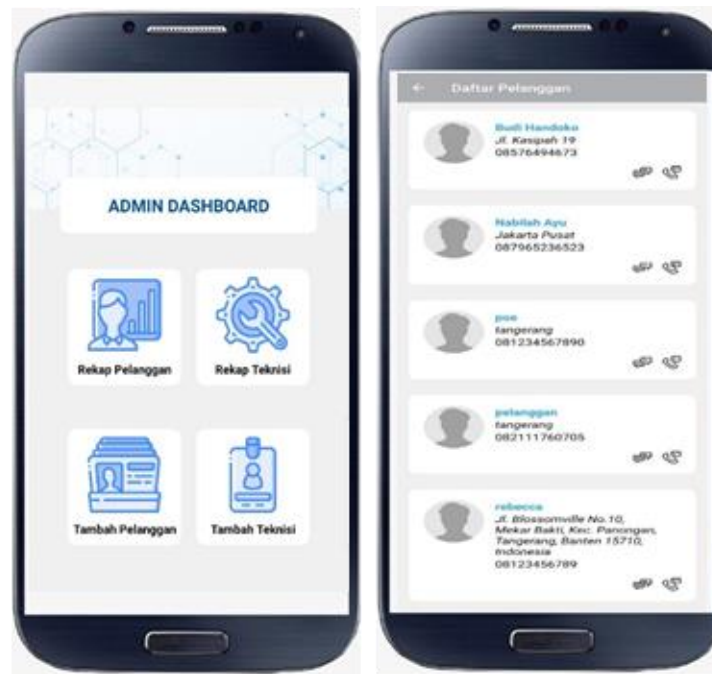 ADMIN DASHBOARD
Rekap Pelanggan
Rekap Teknisi
Tambah Pelanggan
Tambah Teknisi
Daftar Pelanggan
Budi Handoko
Jl. Kasipah 19
08576494673
Nabilah Ayu
Jakarta Pusat
087965236523
poe
tangerang
081234567890
pelanggan
tangerang
082111760705
rebecca
Jl. Blossomville No.10,
Mekar Bakti, Kec. Panongan,
Tangerang, Banten 15710,
Indonesia
08123456789